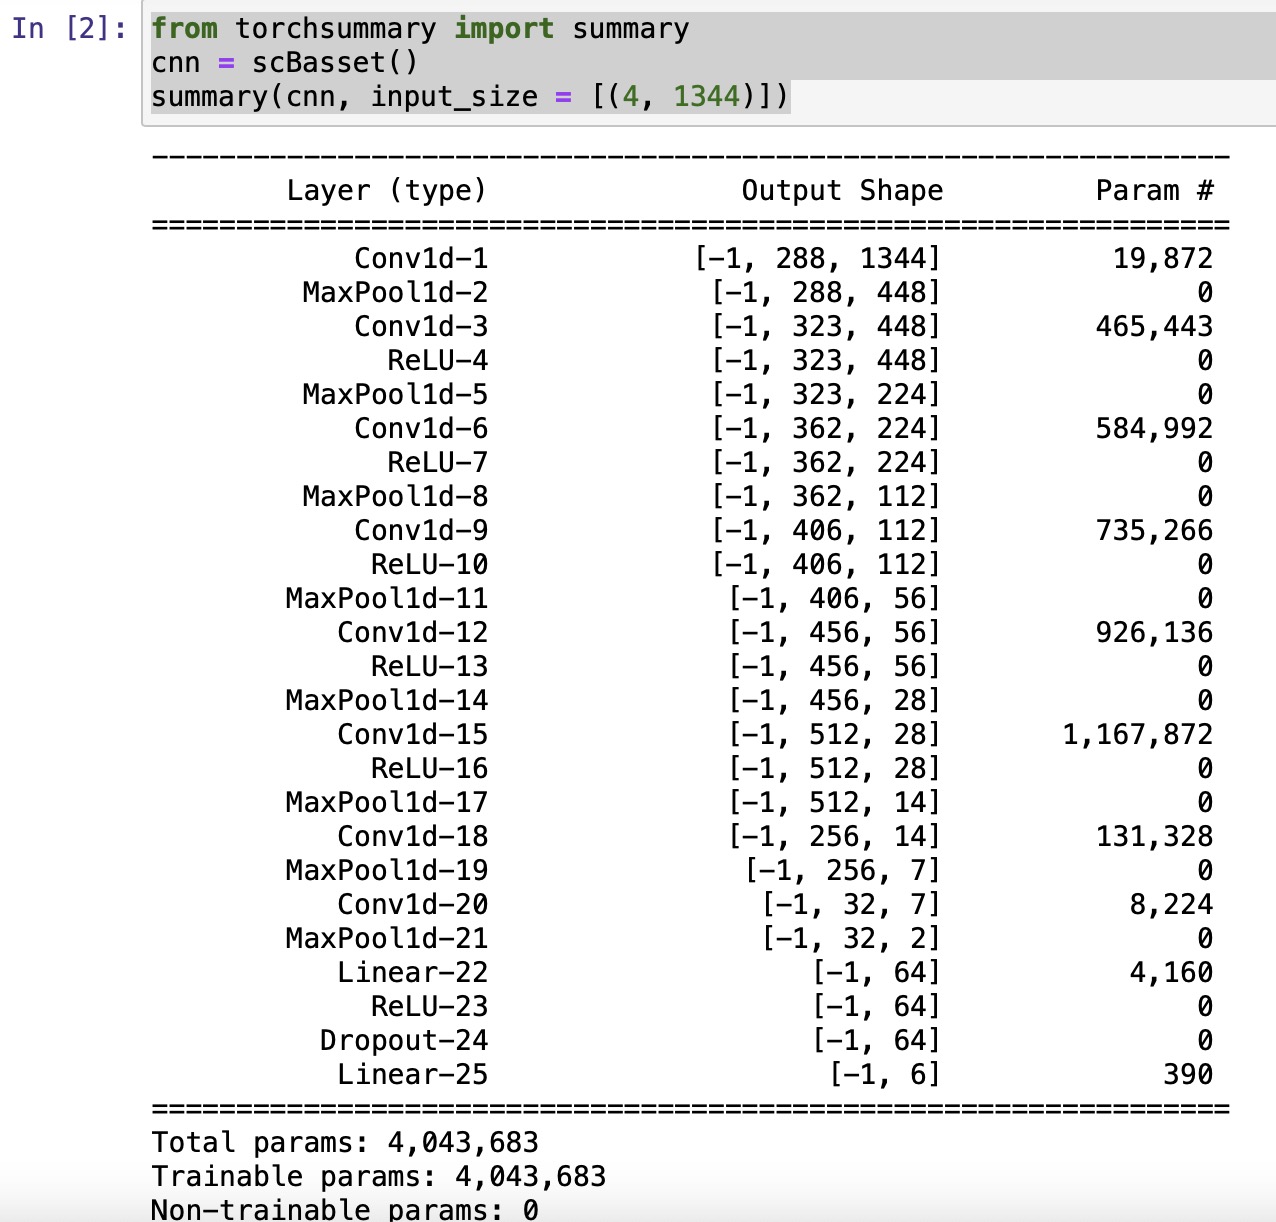 In [2]: from torchsummary import summary
cnn = scBasset()
summary(cnn, input_size = [(4, 1344)])
----------------------------------------------------------------
Layer (type) Output Shape Param #
================================================================
Conv1d-1 [-1, 288, 1344] 19,872
MaxPool1d-2 [-1, 288, 448] 0
Conv1d-3 [-1, 323, 448] 465,443
ReLU-4 [-1, 323, 448] 0
MaxPool1d-5 [-1, 323, 224] 0
Conv1d-6 [-1, 362, 224] 584,992
ReLU-7 [-1, 362, 224] 0
MaxPool1d-8 [-1, 362, 112] 0
Conv1d-9 [-1, 406, 112] 735,266
ReLU-10 [-1, 406, 112] 0
MaxPool1d-11 [-1, 406, 56] 0
Conv1d-12 [-1, 456, 56] 926,136
ReLU-13 [-1, 456, 56] 0
MaxPool1d-14 [-1, 456, 28] 0
Conv1d-15 [-1, 512, 28] 1,167,872
ReLU-16 [-1, 512, 28] 0
MaxPool1d-17 [-1, 512, 14] 0
Conv1d-18 [-1, 256, 14] 131,328
MaxPool1d-19 [-1, 256, 7] 0
Conv1d-20 [-1, 32, 7] 8,224
MaxPool1d-21 [-1, 32, 2] 0
Linear-22 [-1, 64] 4,160
ReLU-23 [-1, 64] 0
Dropout-24 [-1, 64] 0
Linear-25 [-1, 6] 390
================================================================
Total params: 4,043,683
Trainable params: 4,043,683
Non-trainable params: 0